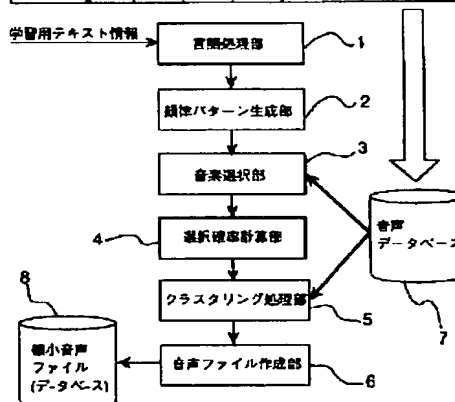 学習用テキスト情報
言語処理部
1
韻律パターン生成部
2
音素選択部
3
選択確率計算部
4
音声
データベース
7
クラスタリング処理部
5
音声ファイル作成部
6
8
縮小音声
ファイル
(データベース)